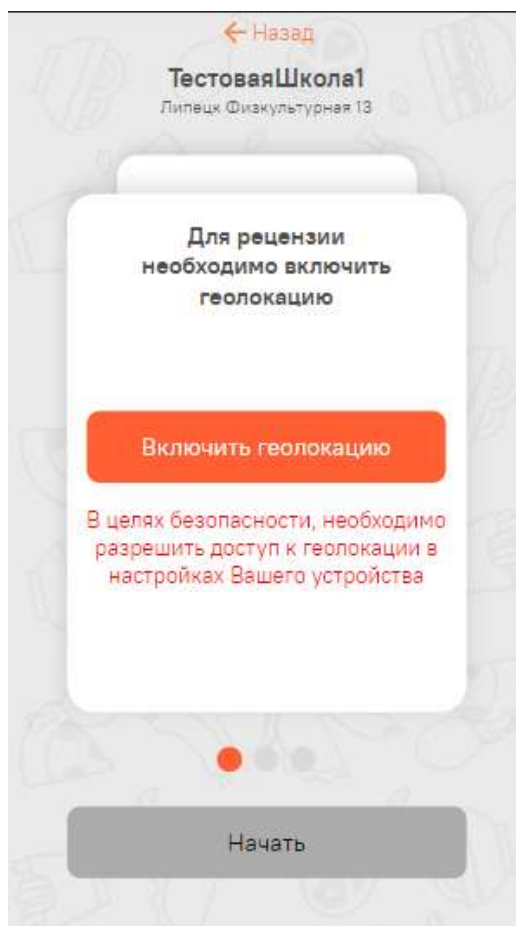 Назад
ТестоваяШкола1
Липецк Физкультурная 13
Для рецензии
необходимо включить
геолокацию
Включить геолокацию
В целях безопасности, необходимо
разрешить доступ к геолокации в
настройках Вашего устройства
Начать